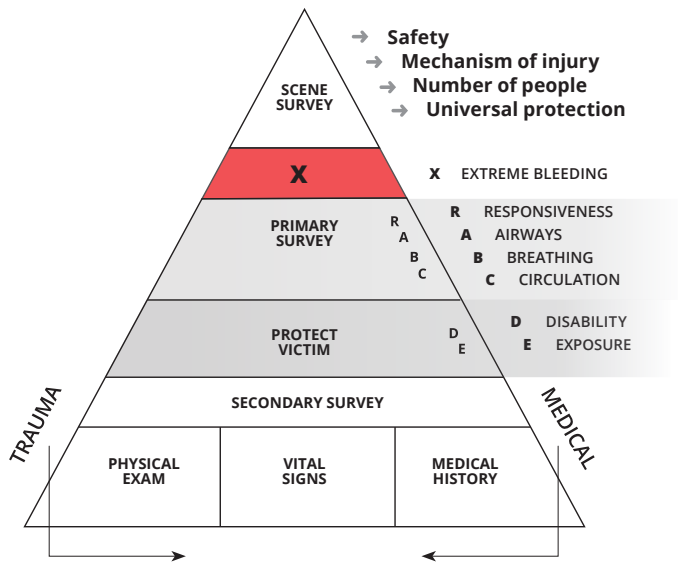 Safety
Mechanism of injury
Number of people
Universal protection
SCENE
SURVEY
X
X EXTREME BLEEDING
PRIMARY
SURVEY
R
A
B
C
R RESPONSIVENESS
A AIRWAYS
B BREATHING
C CIRCULATION
PROTECT
VICTIM
D
E
D DISABILITY
E EXPOSURE
TRAUMA
MEDICAL
SECONDARY SURVEY
PHYSICAL
EXAM
VITAL
SIGNS
MEDICAL
HISTORY